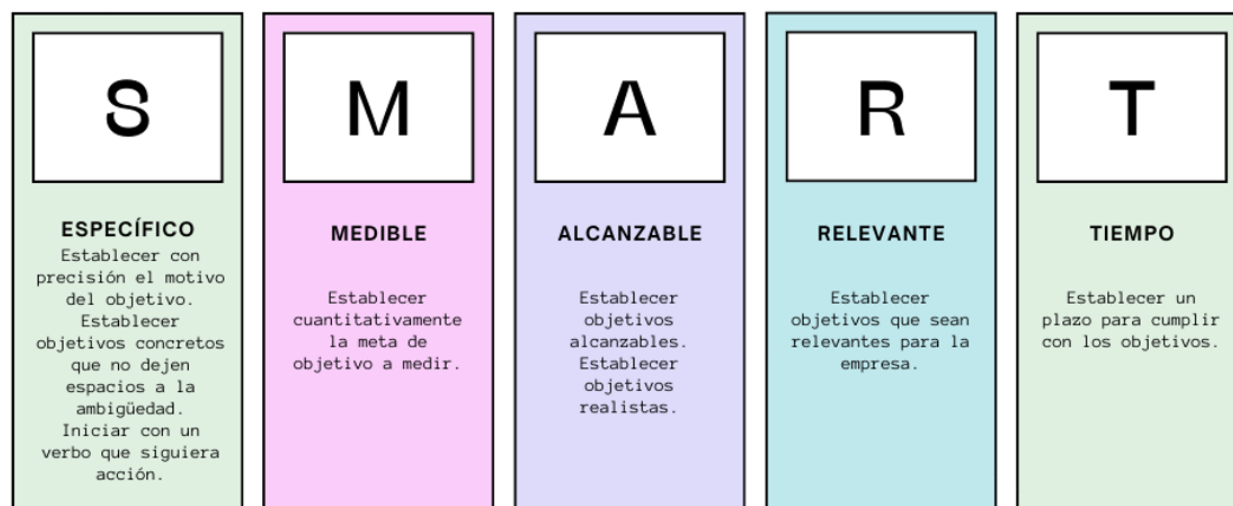 S
ESPECÍFICO
Establecer con
precisión el motivo
del objetivo.
Establecer
objetivos concretos
que no dejen
espacios a la
ambigüedad.
Iniciar con un
verbo que siguiera
acción.
M
MEDIBLE
Establecer
cuantitativamente
la meta de
objetivo a medir.
A
ALCANZABLE
Establecer
objetivos
alcanzables.
Establecer
objetivos
realistas.
R
RELEVANTE
Establecer
objetivos que sean
relevantes para la
empresa.
T
TIEMPO
Establecer un
plazo para cumplir
con los objetivos.